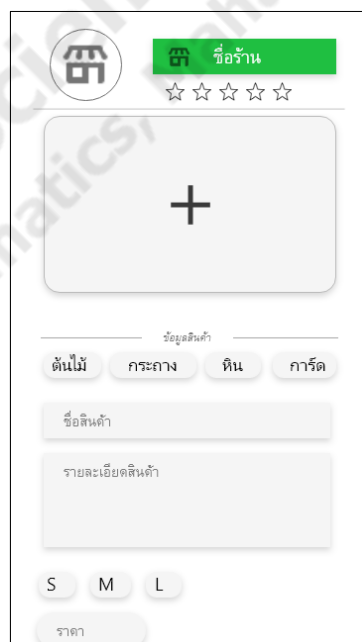 ชื่อร้าน
ข้อมูลสินค้า
ต้นไม้ กระถาง หิน การ์ด
ชื่อสินค้า
รายละเอียดสินค้า
S M L
ราคา